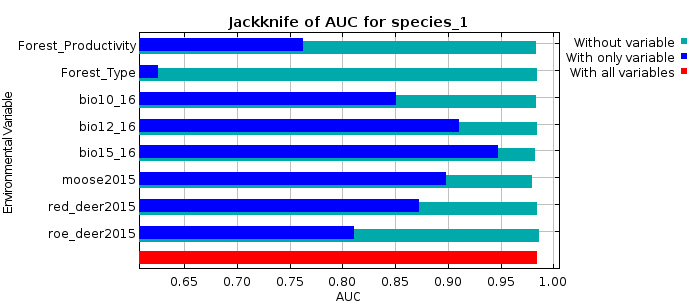 Jackknife of AUC for species_1
Environmental Variable
Forest_Productivity
Forest_Type
bio10_16
bio12_16
bio15_16
moose2015
red_deer2015
roe_deer2015
0.65 0.70 0.75 0.80 0.85 0.90 0.95 1.00
AUC
Without variable
With only variable
With all variables